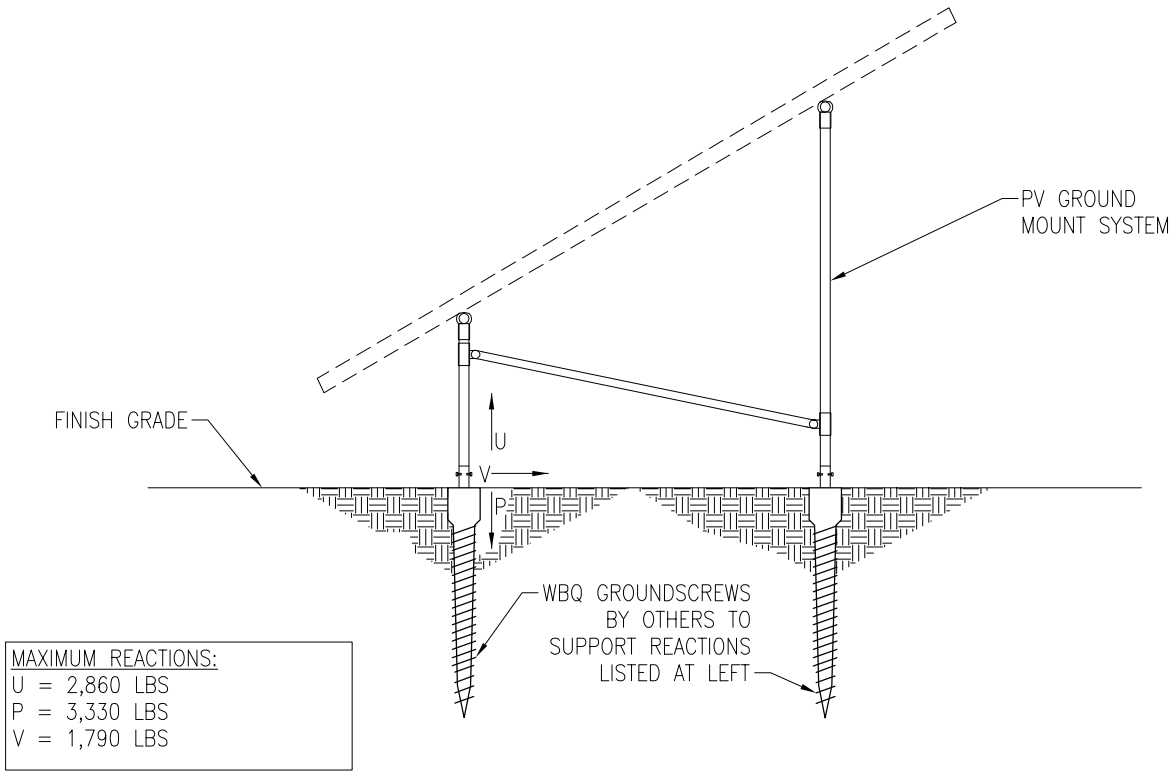 PV GROUND
MOUNT SYSTEM
FINISH GRADE
U
V
P
WBQ GROUNDSCREWS
BY OTHERS TO
SUPPORT REACTIONS
LISTED AT LEFT
MAXIMUM REACTIONS:
U = 2,860 LBS
P = 3,330 LBS
V = 1,790 LBS